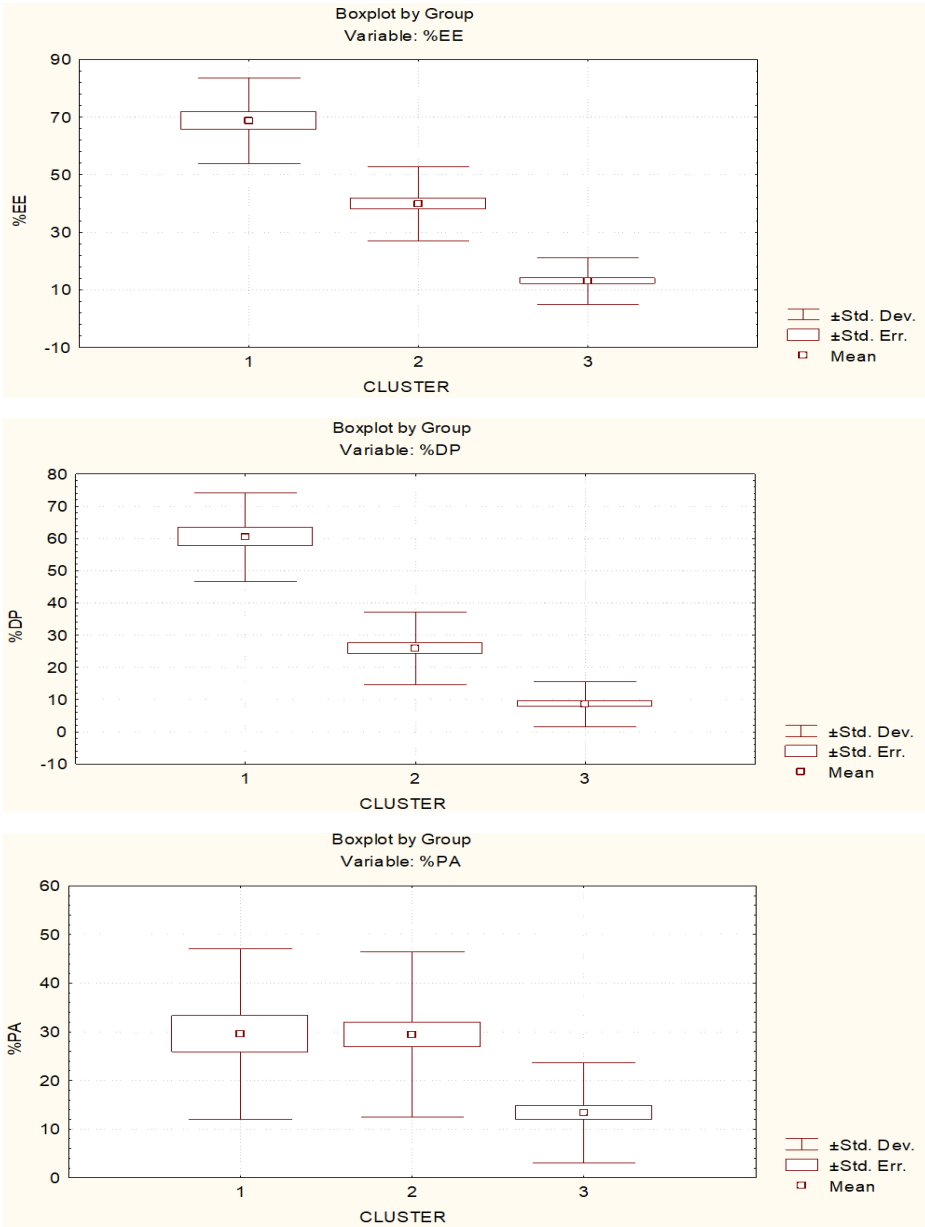 Boxplot by Group
Variable: %EE
90
70
50
30
10
-10
%EE
1 2 3
CLUSTER
±Std. Dev.
±Std. Err.
Mean
Boxplot by Group
Variable: %DP
80
70
60
50
40
30
20
10
0
-10
%DP
1 2 3
CLUSTER
±Std. Dev.
±Std. Err.
Mean
Boxplot by Group
Variable: %PA
60
50
40
30
20
10
0
%PA
1 2 3
CLUSTER
±Std. Dev.
±Std. Err.
Mean